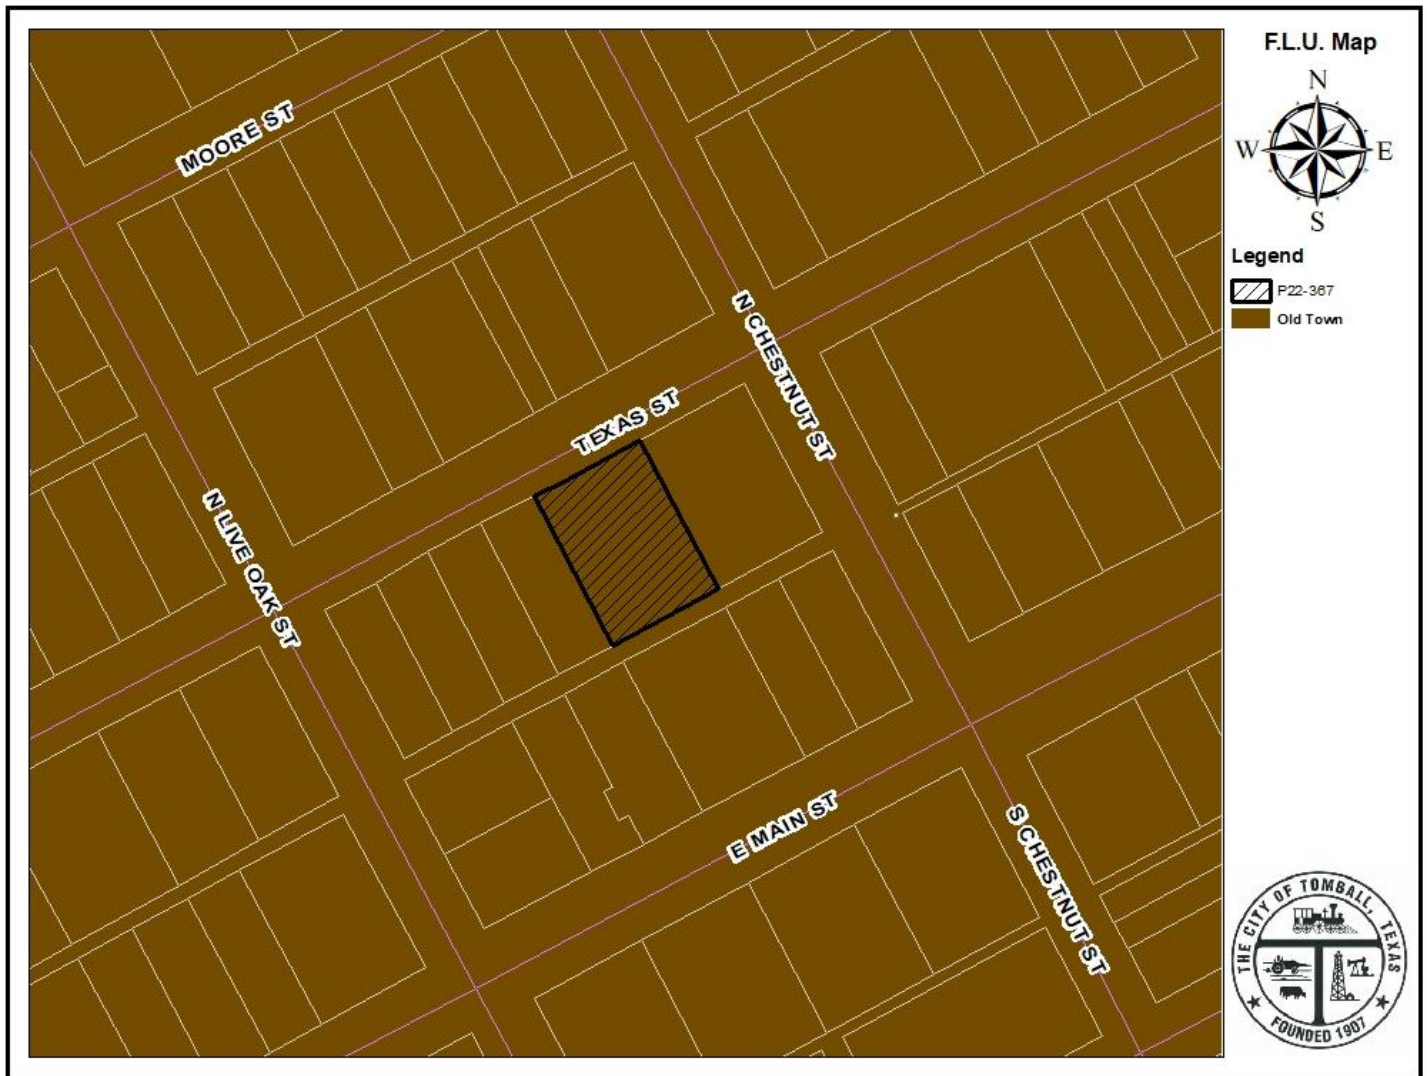 F.L.U. Map
N
W
E
S
Legend
P22-367
Old Town
MOORE ST
N CHESTNUT ST
TEXAS ST
N LIVE OAK ST
E MAIN ST
S CHESTNUT ST
THE CITY OF TOMBALL, TEXAS
FOUNDED 1907